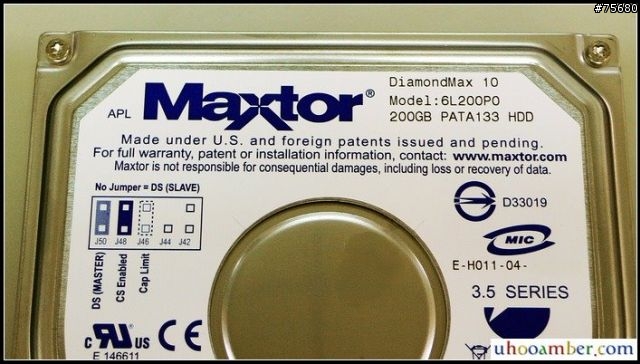 #75680
APL Maxtor®
DiamondMax 10
Model:6L200P0
200GB PATA133 HDD
Made under U.S. and foreign patents issued and pending.
For full warranty, patent or installation information, contact: www.maxtor.com
Maxtor is not responsible for consequential damages, including loss or recovery of data.
No Jumper = DS (SLAVE)
J50 J48 J46 J44 J42
DS (MASTER)
CS Enabled
Cap Limit
D33019
MIC
E-H011-04-
3.5 SERIES
c RU US CE
E 146611
uhooamber.com